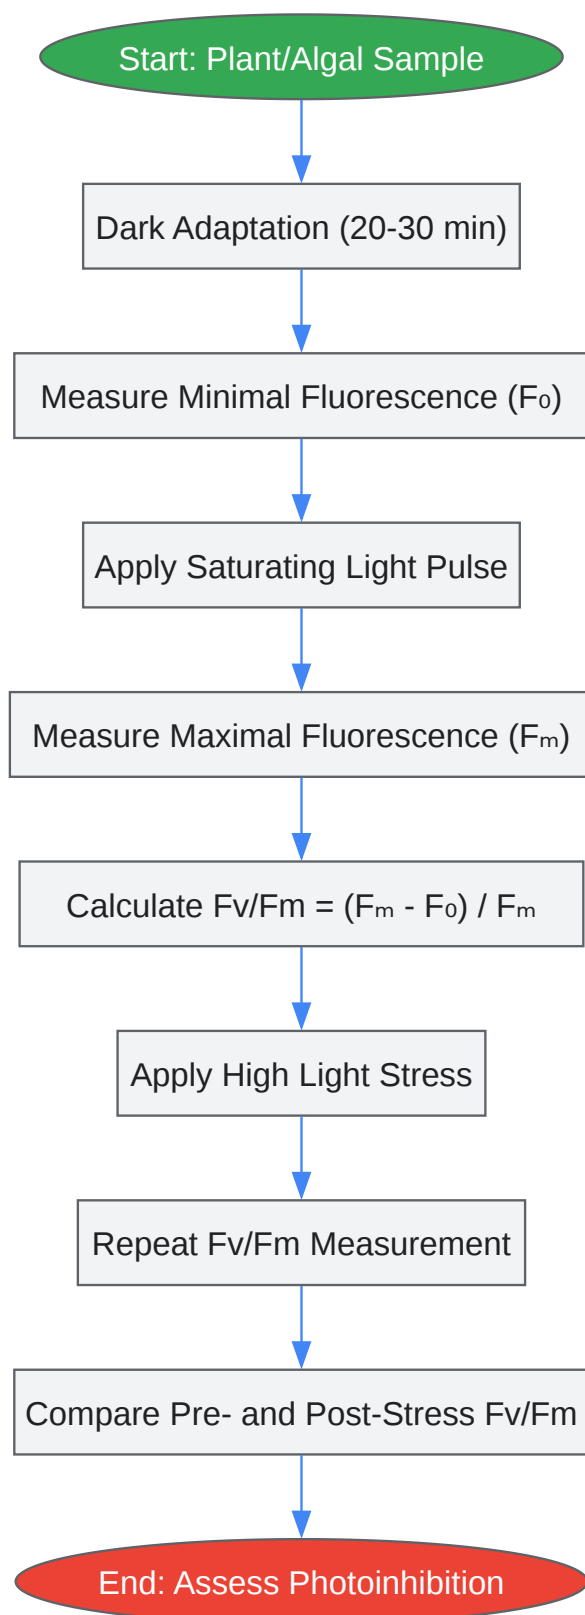 Start: Plant/Algal Sample
Dark Adaptation (20-30 min)
Measure Minimal Fluorescence (F₀)
Apply Saturating Light Pulse
Measure Maximal Fluorescence (Fₘ)
Calculate Fv/Fm = (Fₘ - F₀) / Fₘ
Apply High Light Stress
Repeat Fv/Fm Measurement
Compare Pre- and Post-Stress Fv/Fm
End: Assess Photoinhibition